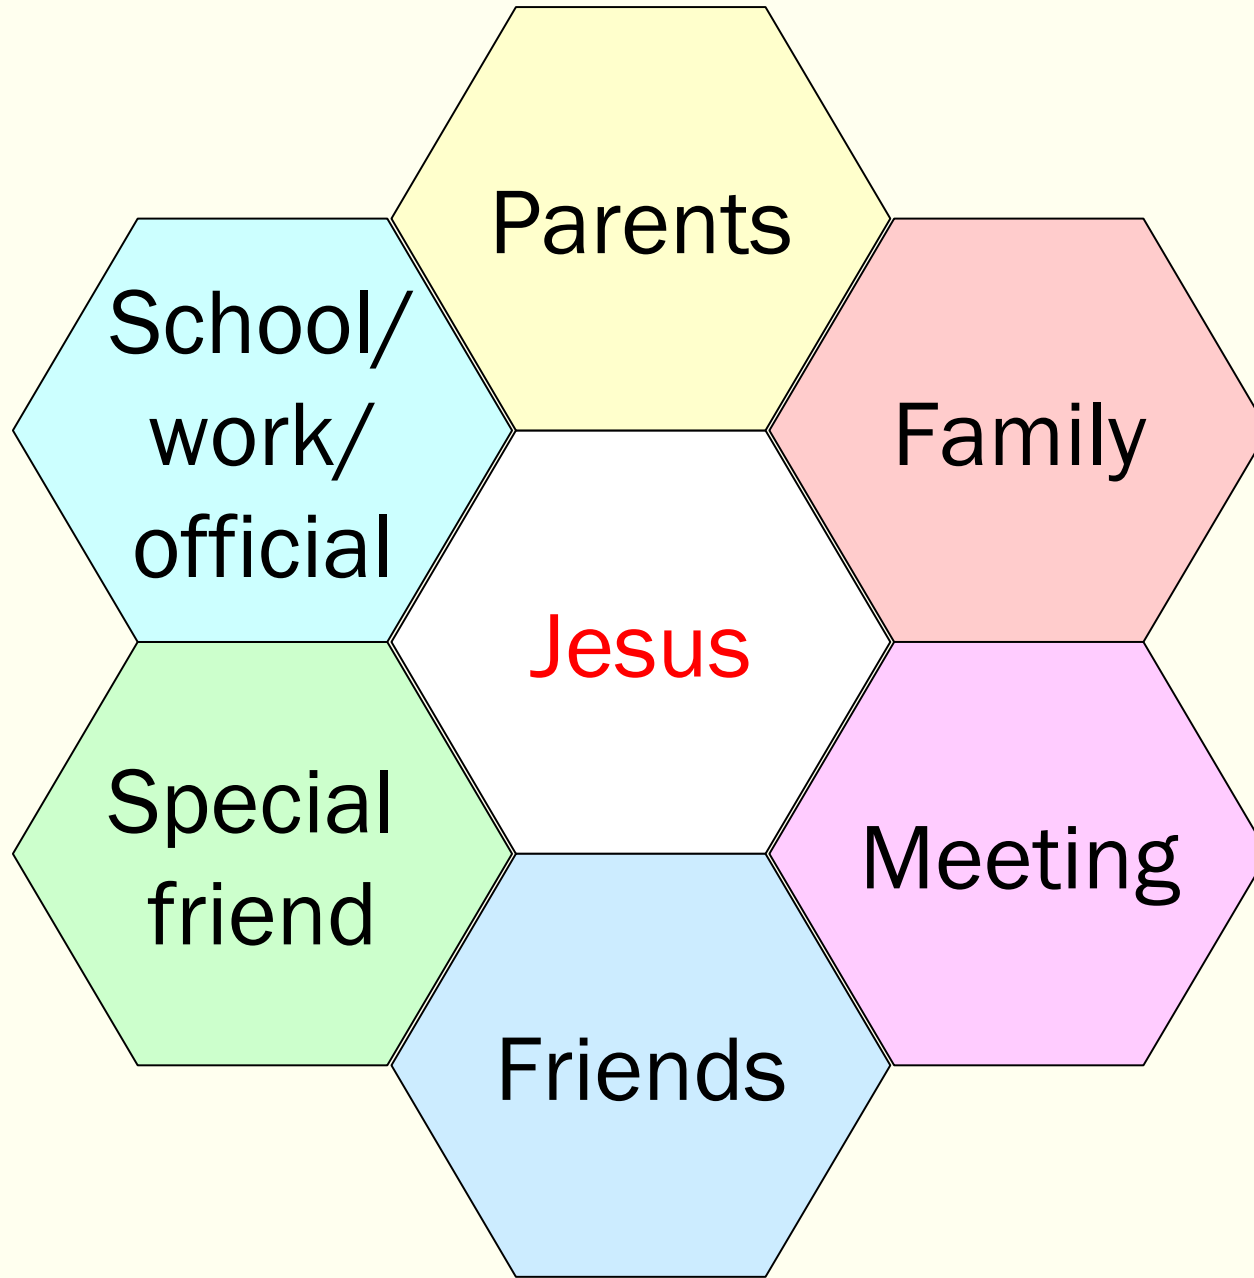 Parents
School/
work/
official
Family
Jesus
Special
friend
Meeting
Friends